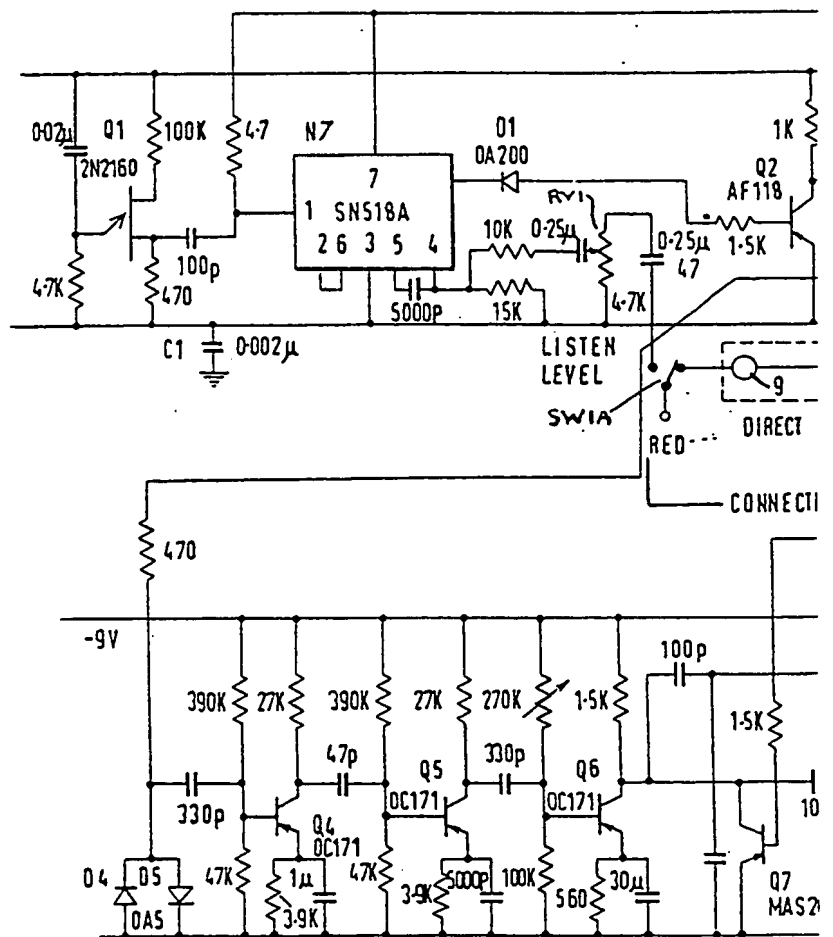 0·02μ
Q1
100K
4·7
2N2160
N7
7
1
SN518A
2 6 3 5 4
D1
OA200
1K
Q2
AF118
RV1
10K
0·25μ
0·25μ
47
1·5K
4·7K
100p
470
5000P
15K
4·7K
C1
0·002μ
LISTEN
LEVEL
SW1A
9
RED---
DIRECT
CONNECTI
470
-9V
100p
390K
27K
390K
27K
270K
1·5K
1·5K
47p
Q5
330p
Q6
OC171
OC171
330p
Q4
OC171
10
D4
D5
47K
1μ
47K
3·9K
5000P
100K
30μ
560
Q7
OA5
3·9K
MAS2